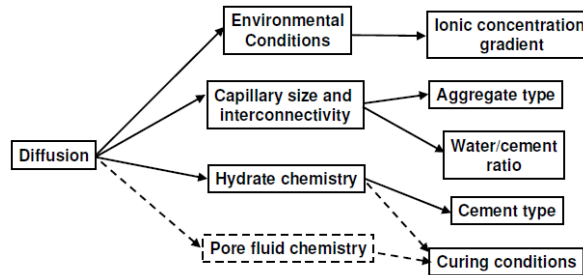 Environmental
Conditions
Ionic concentration
gradient
Capillary size and
interconnectivity
Aggregate type
Diffusion
Water/cement
ratio
Hydrate chemistry
Cement type
Pore fluid chemistry
Curing conditions